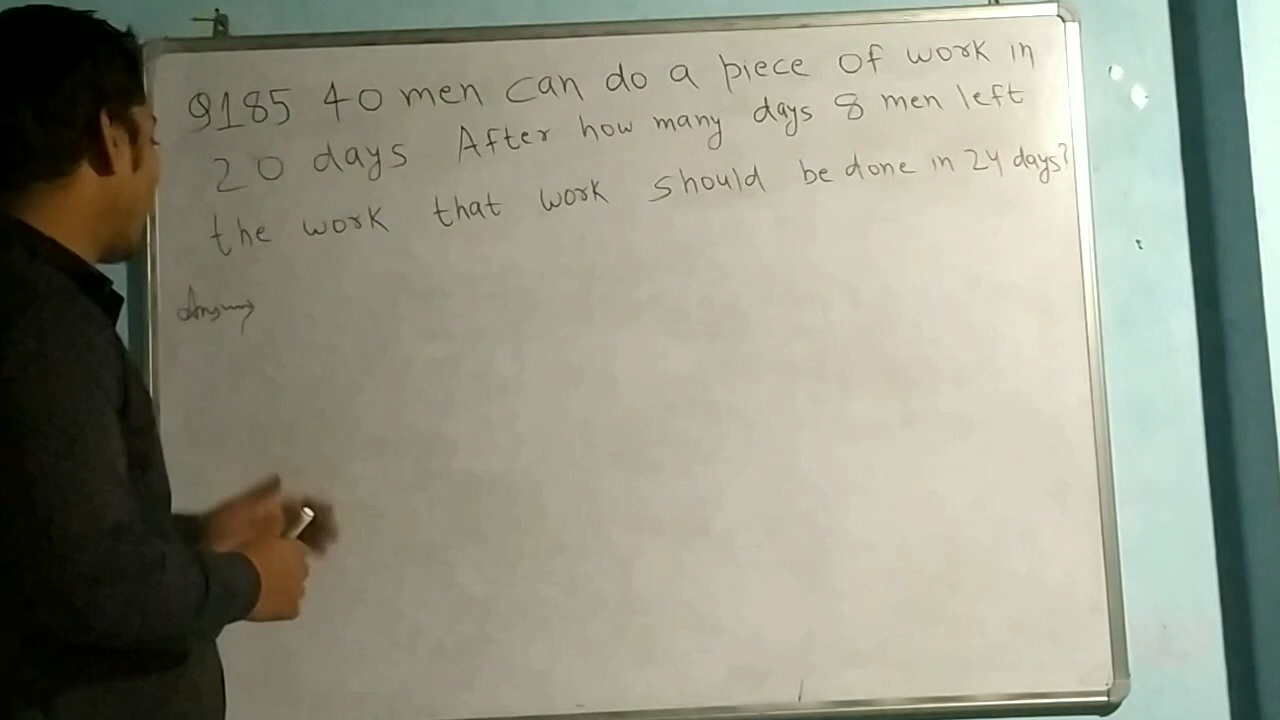 Q185 40 men can do a piece of work in
20 days After how many days 8 men left
the work that work should be done in 24 days?